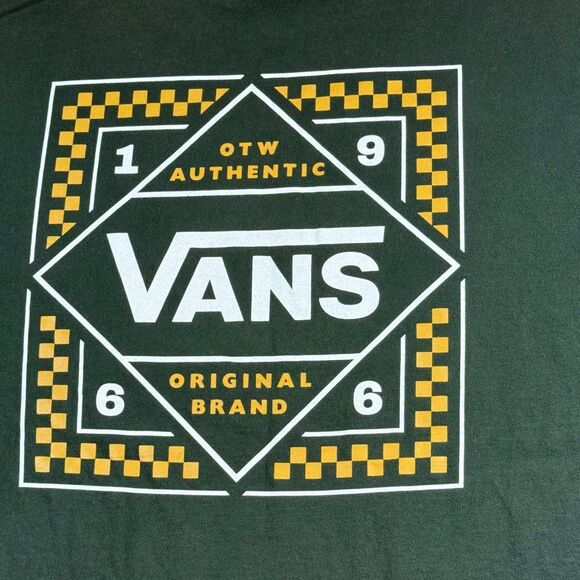 1 9
OTW
AUTHENTIC
VANS
ORIGINAL
BRAND
6 6